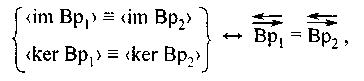 ‹im Bp₁› ≡ ‹im Bp₂›
‹ker Bp₁› ≡ ‹ker Bp₂› ↔ Bp₁ = Bp₂ ,